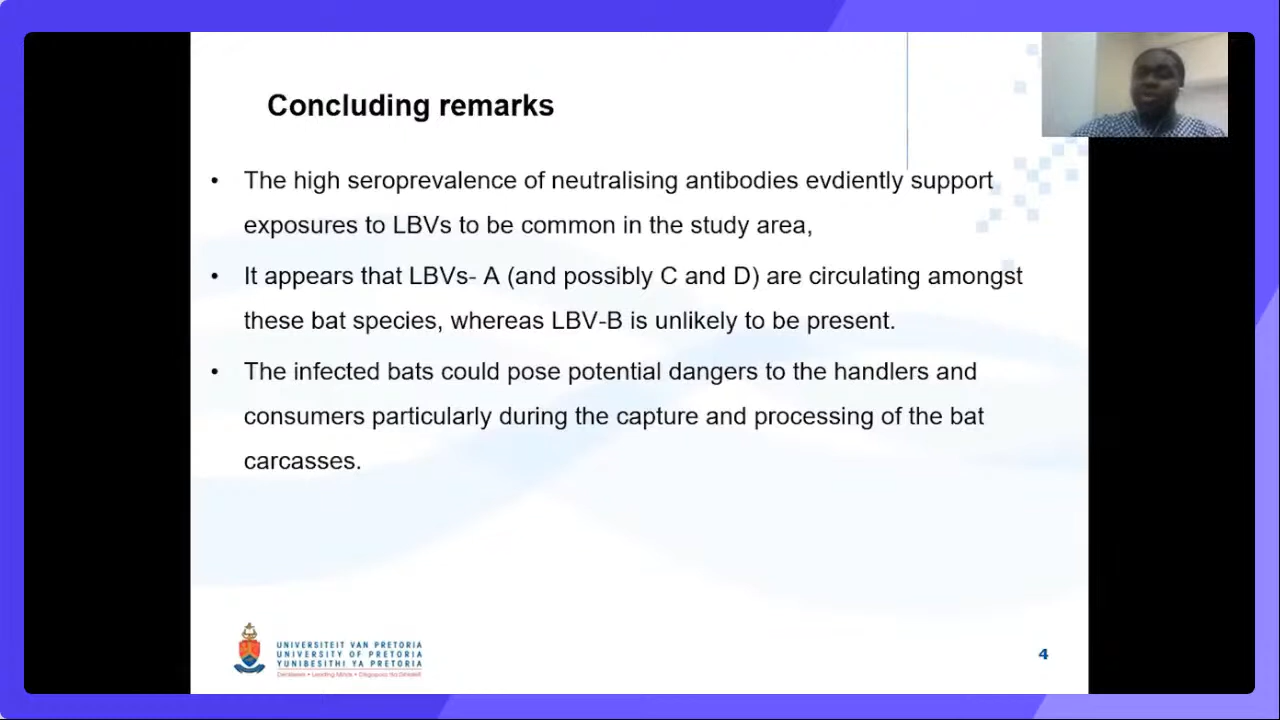 Concluding remarks
• The high seroprevalence of neutralising antibodies evdiently support
exposures to LBVs to be common in the study area,
• It appears that LBVs- A (and possibly C and D) are circulating amongst
these bat species, whereas LBV-B is unlikely to be present.
• The infected bats could pose potential dangers to the handlers and
consumers particularly during the capture and processing of the bat
carcasses.
UNIVERSITEIT VAN PRETORIA
UNIVERSITY OF PRETORIA
YUNIBESITHI YA PRETORIA
4